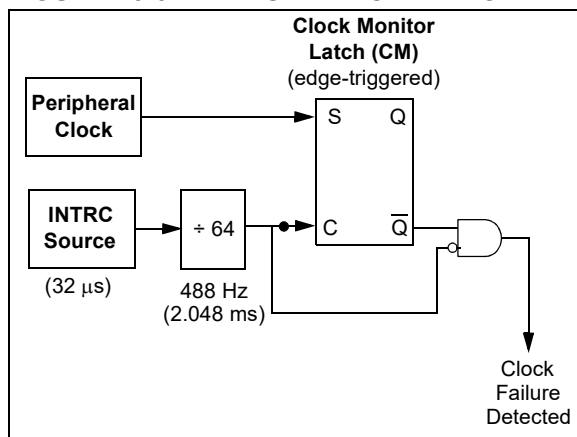 Clock Monitor
Latch (CM)
(edge-triggered)
Peripheral
Clock
S
Q
INTRC
Source
÷ 64
C
Q
(32 μs)
488 Hz
(2.048 ms)
Clock
Failure
Detected